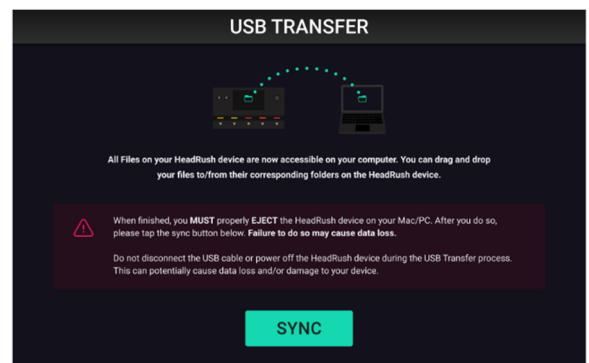 USB TRANSFER
All Files on your HeadRush device are now accessible on your computer. You can drag and drop
your files to/from their corresponding folders on the HeadRush device.
When finished, you MUST properly EJECT the HeadRush device on your Mac/PC. After you do so,
please tap the sync button below. Failure to do so may cause data loss.
Do not disconnect the USB cable or power off the HeadRush device during the USB Transfer process.
This can potentially cause data loss and/or damage to your device.
SYNC